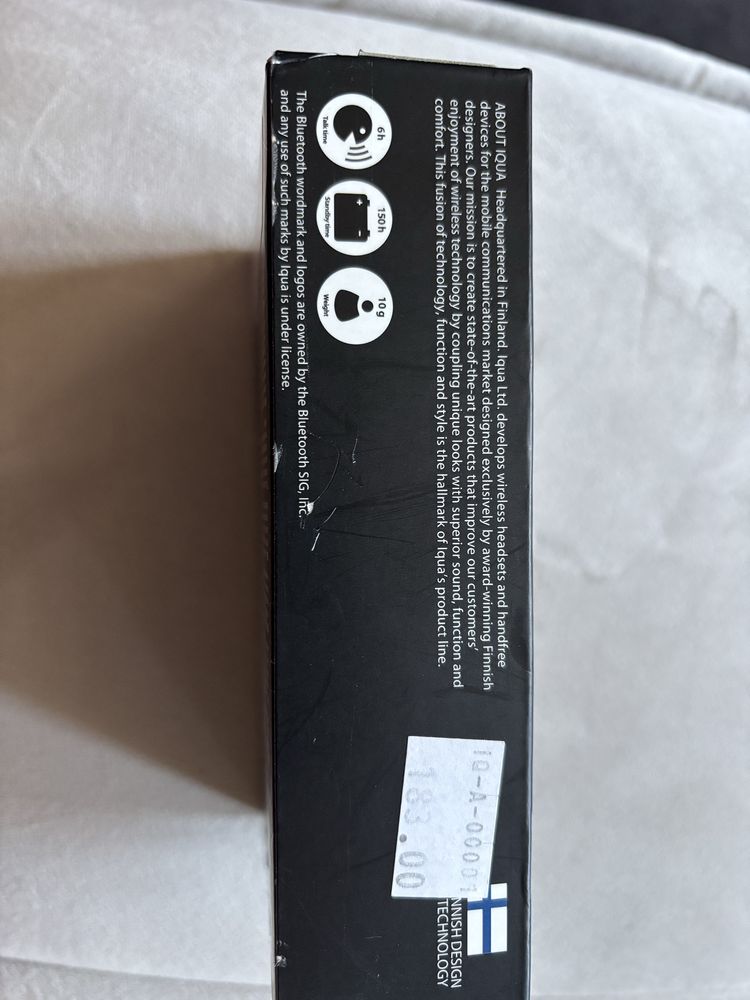 ABOUT IQUA Headquartered in Finland. Iqua Ltd. develops wireless headsets and handfree
devices for the mobile communications market designed exclusively by award-winning Finnish
designers. Our mission is to create state-of-the-art products that improve our customers'
enjoyment of wireless technology by coupling unique looks with superior sound, function and
comfort. This fusion of technology, function and style is the hallmark of Iqua's product line.
6h
Talk time
150 h
Standby time
+ -
10 g
Weight
The Bluetooth wordmark and logos are owned by the Bluetooth SIG, Inc.
and any use of such marks by Iqua is under license.
IQ-A-00001
183.00
NNISH DESIGN
TECHNOLOGY